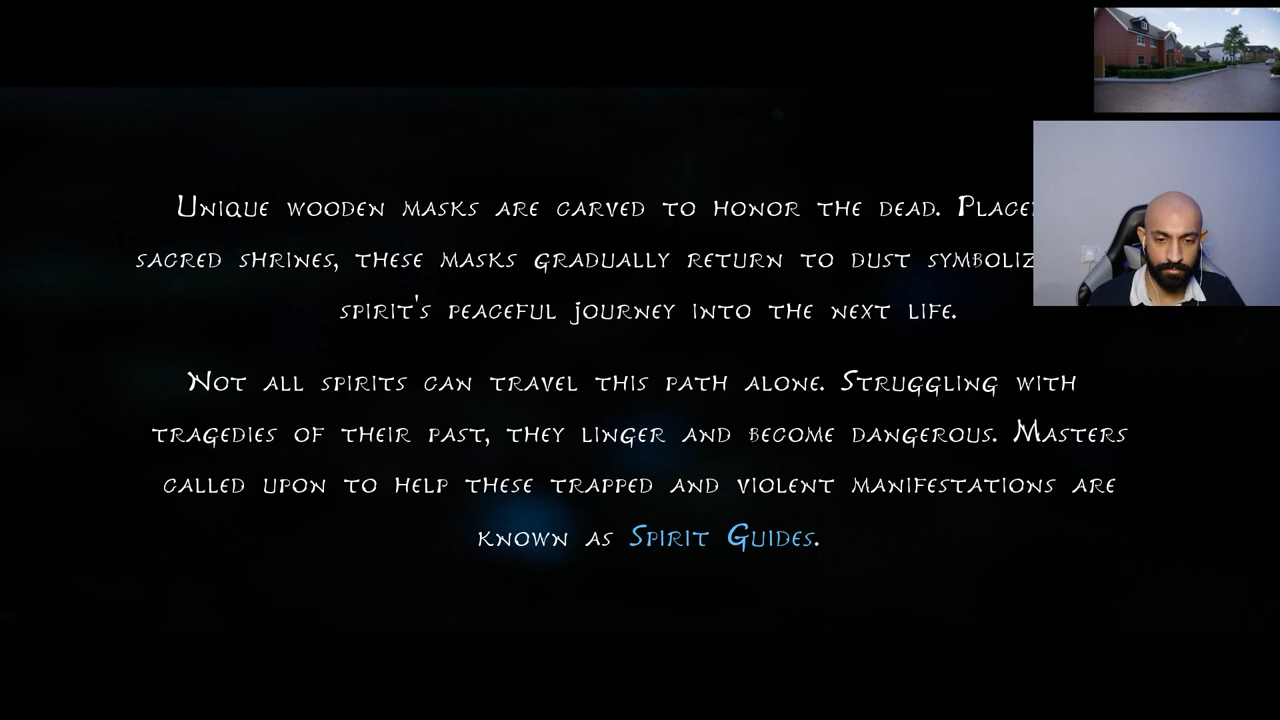 Unique wooden masks are carved to honor the dead.
sacred shrines, these masks gradually return to dust
spirit's peaceful journey into the next life.
Not all spirits can travel this path alone. Struggling with
tragedies of their past, they linger and become dangerous. Masters
called upon to help these trapped and violent manifestations are
known as Spirit Guides.